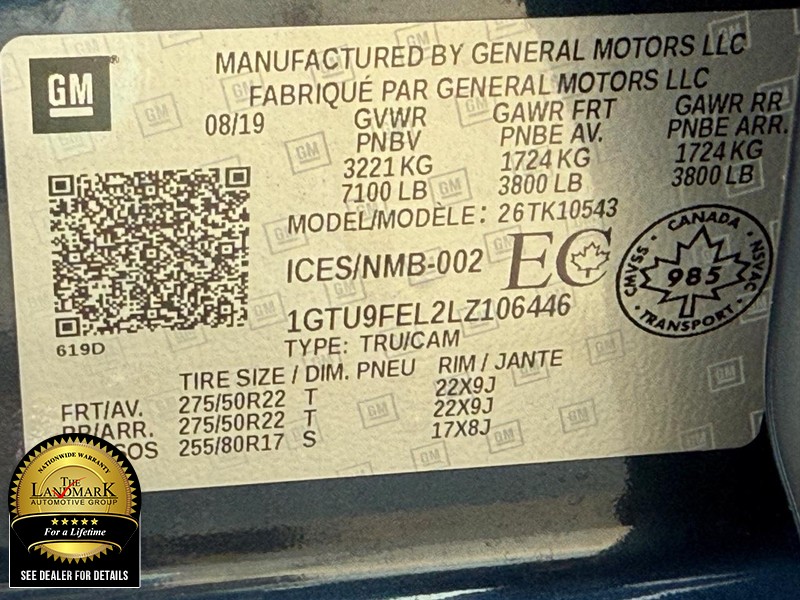 GM
MANUFACTURED BY GENERAL MOTORS LLC
FABRIQUÉ PAR GENERAL MOTORS LLC
08/19 GVWR GAWR FRT GAWR RR
PNBV PNBE AV. PNBE ARR.
3221 KG 1724 KG 1724 KG
7100 LB 3800 LB 3800 LB
MODEL/MODÈLE: 26TK10543
ICES/NMB-002 EC
CANADA
CMVSS NSVAC
985
TRANSPORT
1GTU9FEL2LZ106446
619D
TYPE: TRU/CAM
TIRE SIZE / DIM. PNEU RIM / JANTE
FRT/AV. 275/50R22 T 22X9J
RR/ARR. 275/50R22 T 22X9J
255/80R17 S 17X8J
NATIONWIDE WARRANTY
THE LANDMARK
AUTOMOTIVE GROUP
For a Lifetime
SEE DEALER FOR DETAILS